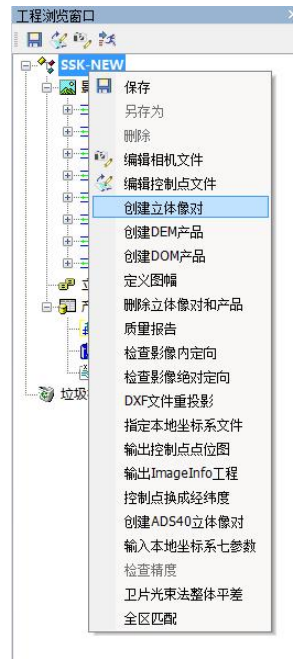 工程浏览窗口
SSK-NEW
保存
另存为
删除
编辑相机文件
编辑控制点文件
创建立体像对
创建DEM产品
创建DOM产品
定义图幅
删除立体像对和产品
质量报告
检查影像内定向
检查影像绝对定向
DXF文件重投影
指定本地坐标系文件
输出控制点点位图
输出ImageInfo工程
控制点换成经纬度
创建ADS40立体像对
输入本地坐标系七参数
检查精度
卫片光束法整体平差
全区匹配
垃圾